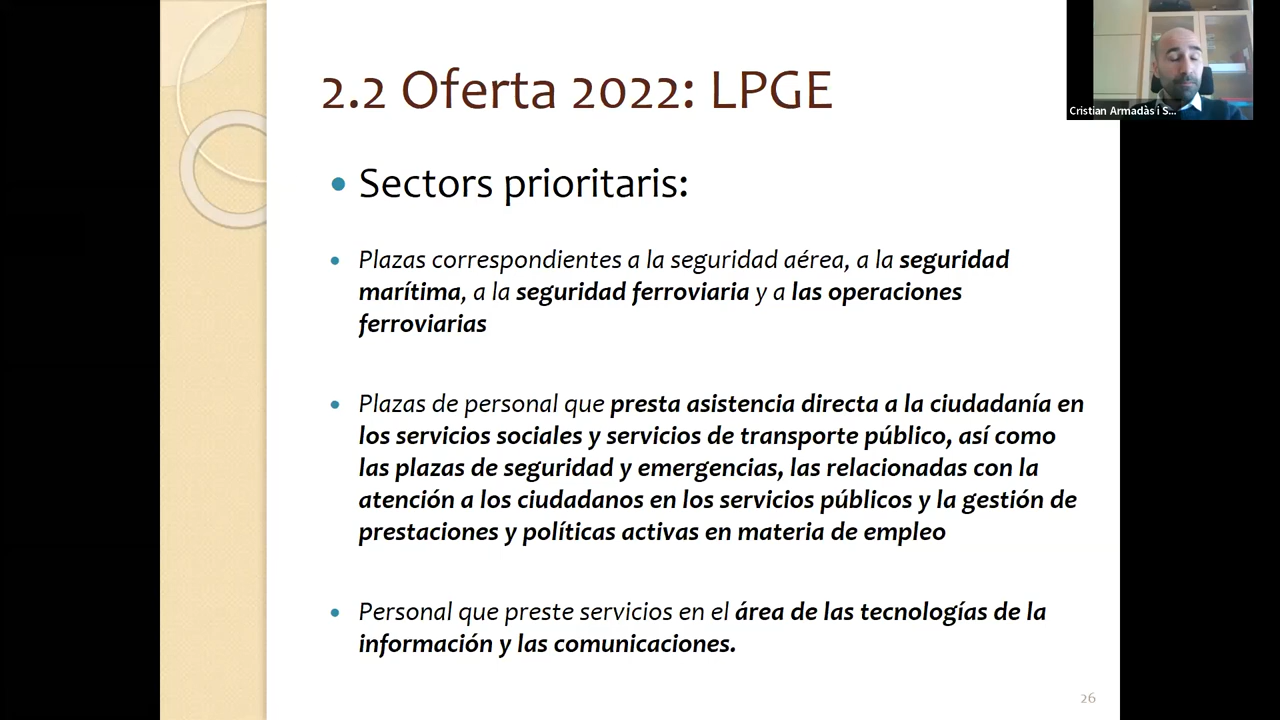 2.2 Oferta 2022: LPGE
Cristian Armadàs i S...
• Sectors prioritaris:
• Plazas correspondientes a la seguridad aérea, a la seguridad
marítima, a la seguridad ferroviaria y a las operaciones
ferroviarias
• Plazas de personal que presta asistencia directa a la ciudadanía en
los servicios sociales y servicios de transporte público, así como
las plazas de seguridad y emergencias, las relacionadas con la
atención a los ciudadanos en los servicios públicos y la gestión de
prestaciones y políticas activas en materia de empleo
• Personal que preste servicios en el área de las tecnologías de la
información y las comunicaciones.
26